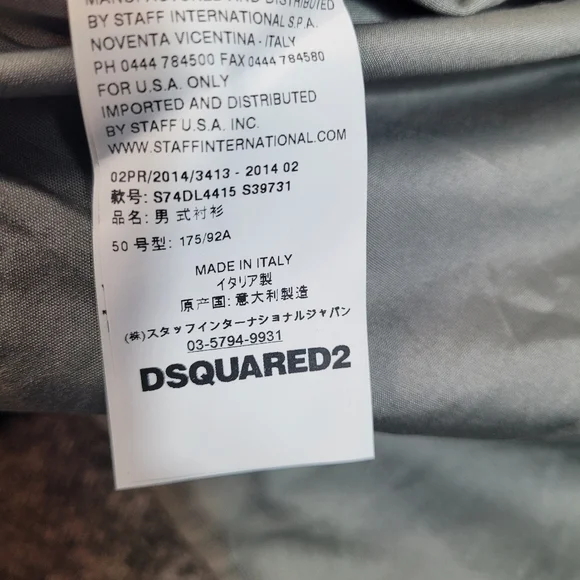 MANUFACTURED AND DISTRIBUTED
BY STAFF INTERNATIONAL S.P.A.
NOVENTA VICENTINA - ITALY
PH 0444 784500 FAX 0444 784580
FOR U.S.A. ONLY
IMPORTED AND DISTRIBUTED
BY STAFF U.S.A. INC.
WWW.STAFFINTERNATIONAL.COM
02PR/2014/3413 - 2014 02
款号: S74DL4415 S39731
品名: 男 式衬衫
50 号型: 175/92A
MADE IN ITALY
イタリア製
原产国: 意大利製造
(株)スタッフインターナショナルジャパン
03-5794-9931
DSQUARED2